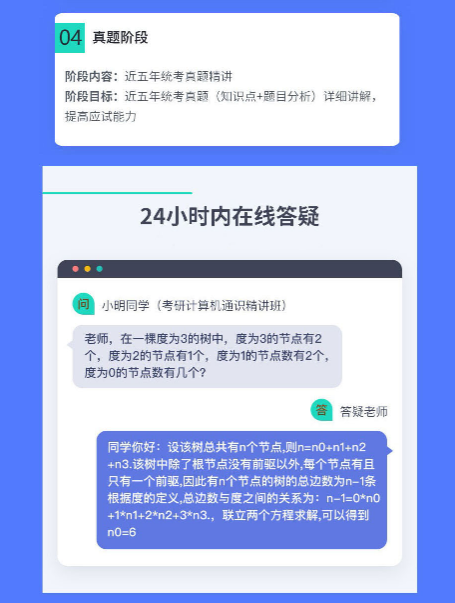 04 真题阶段
阶段内容：近五年统考真题精讲
阶段目标：近五年统考真题（知识点+题目分析）详细讲解，
提高应试能力
24小时内在线答疑
问 小明同学（考研计算机通识精讲班）
老师，在一棵度为3的树中，度为3的节点有2
个，度为2的节点有1个，度为1的节点数有2个，
度为0的节点数有几个？
答 答疑老师
同学你好：设该树总共有n个节点,则n=n0+n1+n2
+n3.该树中除了根节点没有前驱以外,每个节点有且
只有一个前驱,因此有n个节点的树的总边数为n-1条
根据度的定义,总边数与度之间的关系为：n-1=0*n0
+1*n1+2*n2+3*n3.，联立两个方程求解,可以得到
n0=6